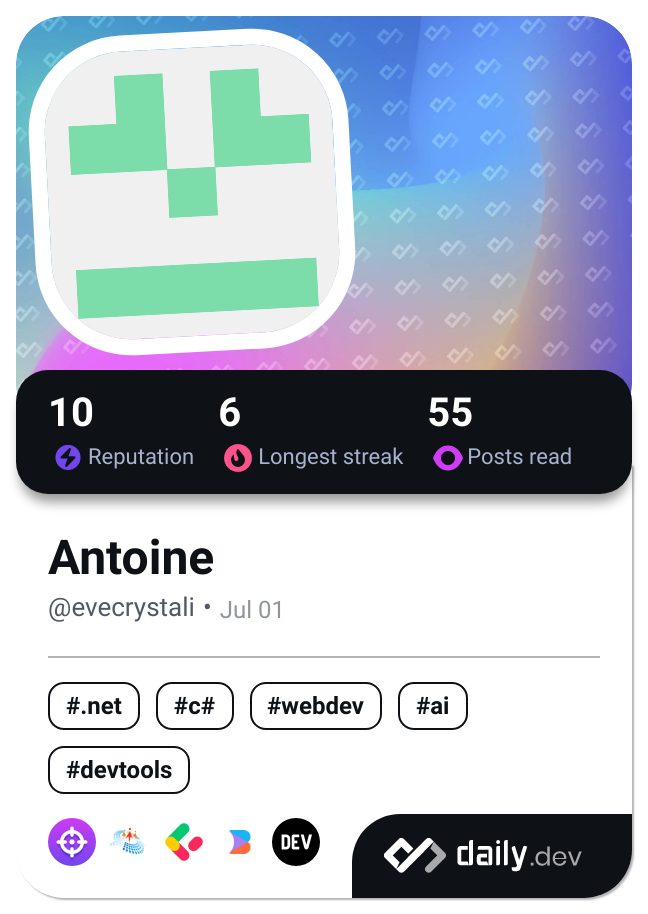 10 6 55
Reputation Longest streak Posts read
Antoine
@evecrystali • Jul 01
#.net #c# #webdev #ai
#devtools
DEV
daily.dev